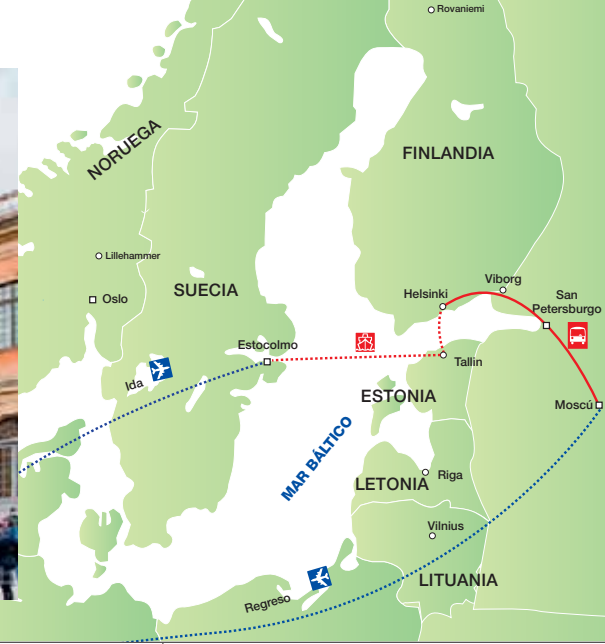 Rovaniemi
NORUEGA
FINLANDIA
Lillehammer
Oslo
SUECIA
Viborg
Helsinki
San
Petersburgo
Estocolmo
Tallin
Ida
ESTONIA
Moscú
MAR BÁLTICO
LETONIA
Riga
Vilnius
LITUANIA
Regreso